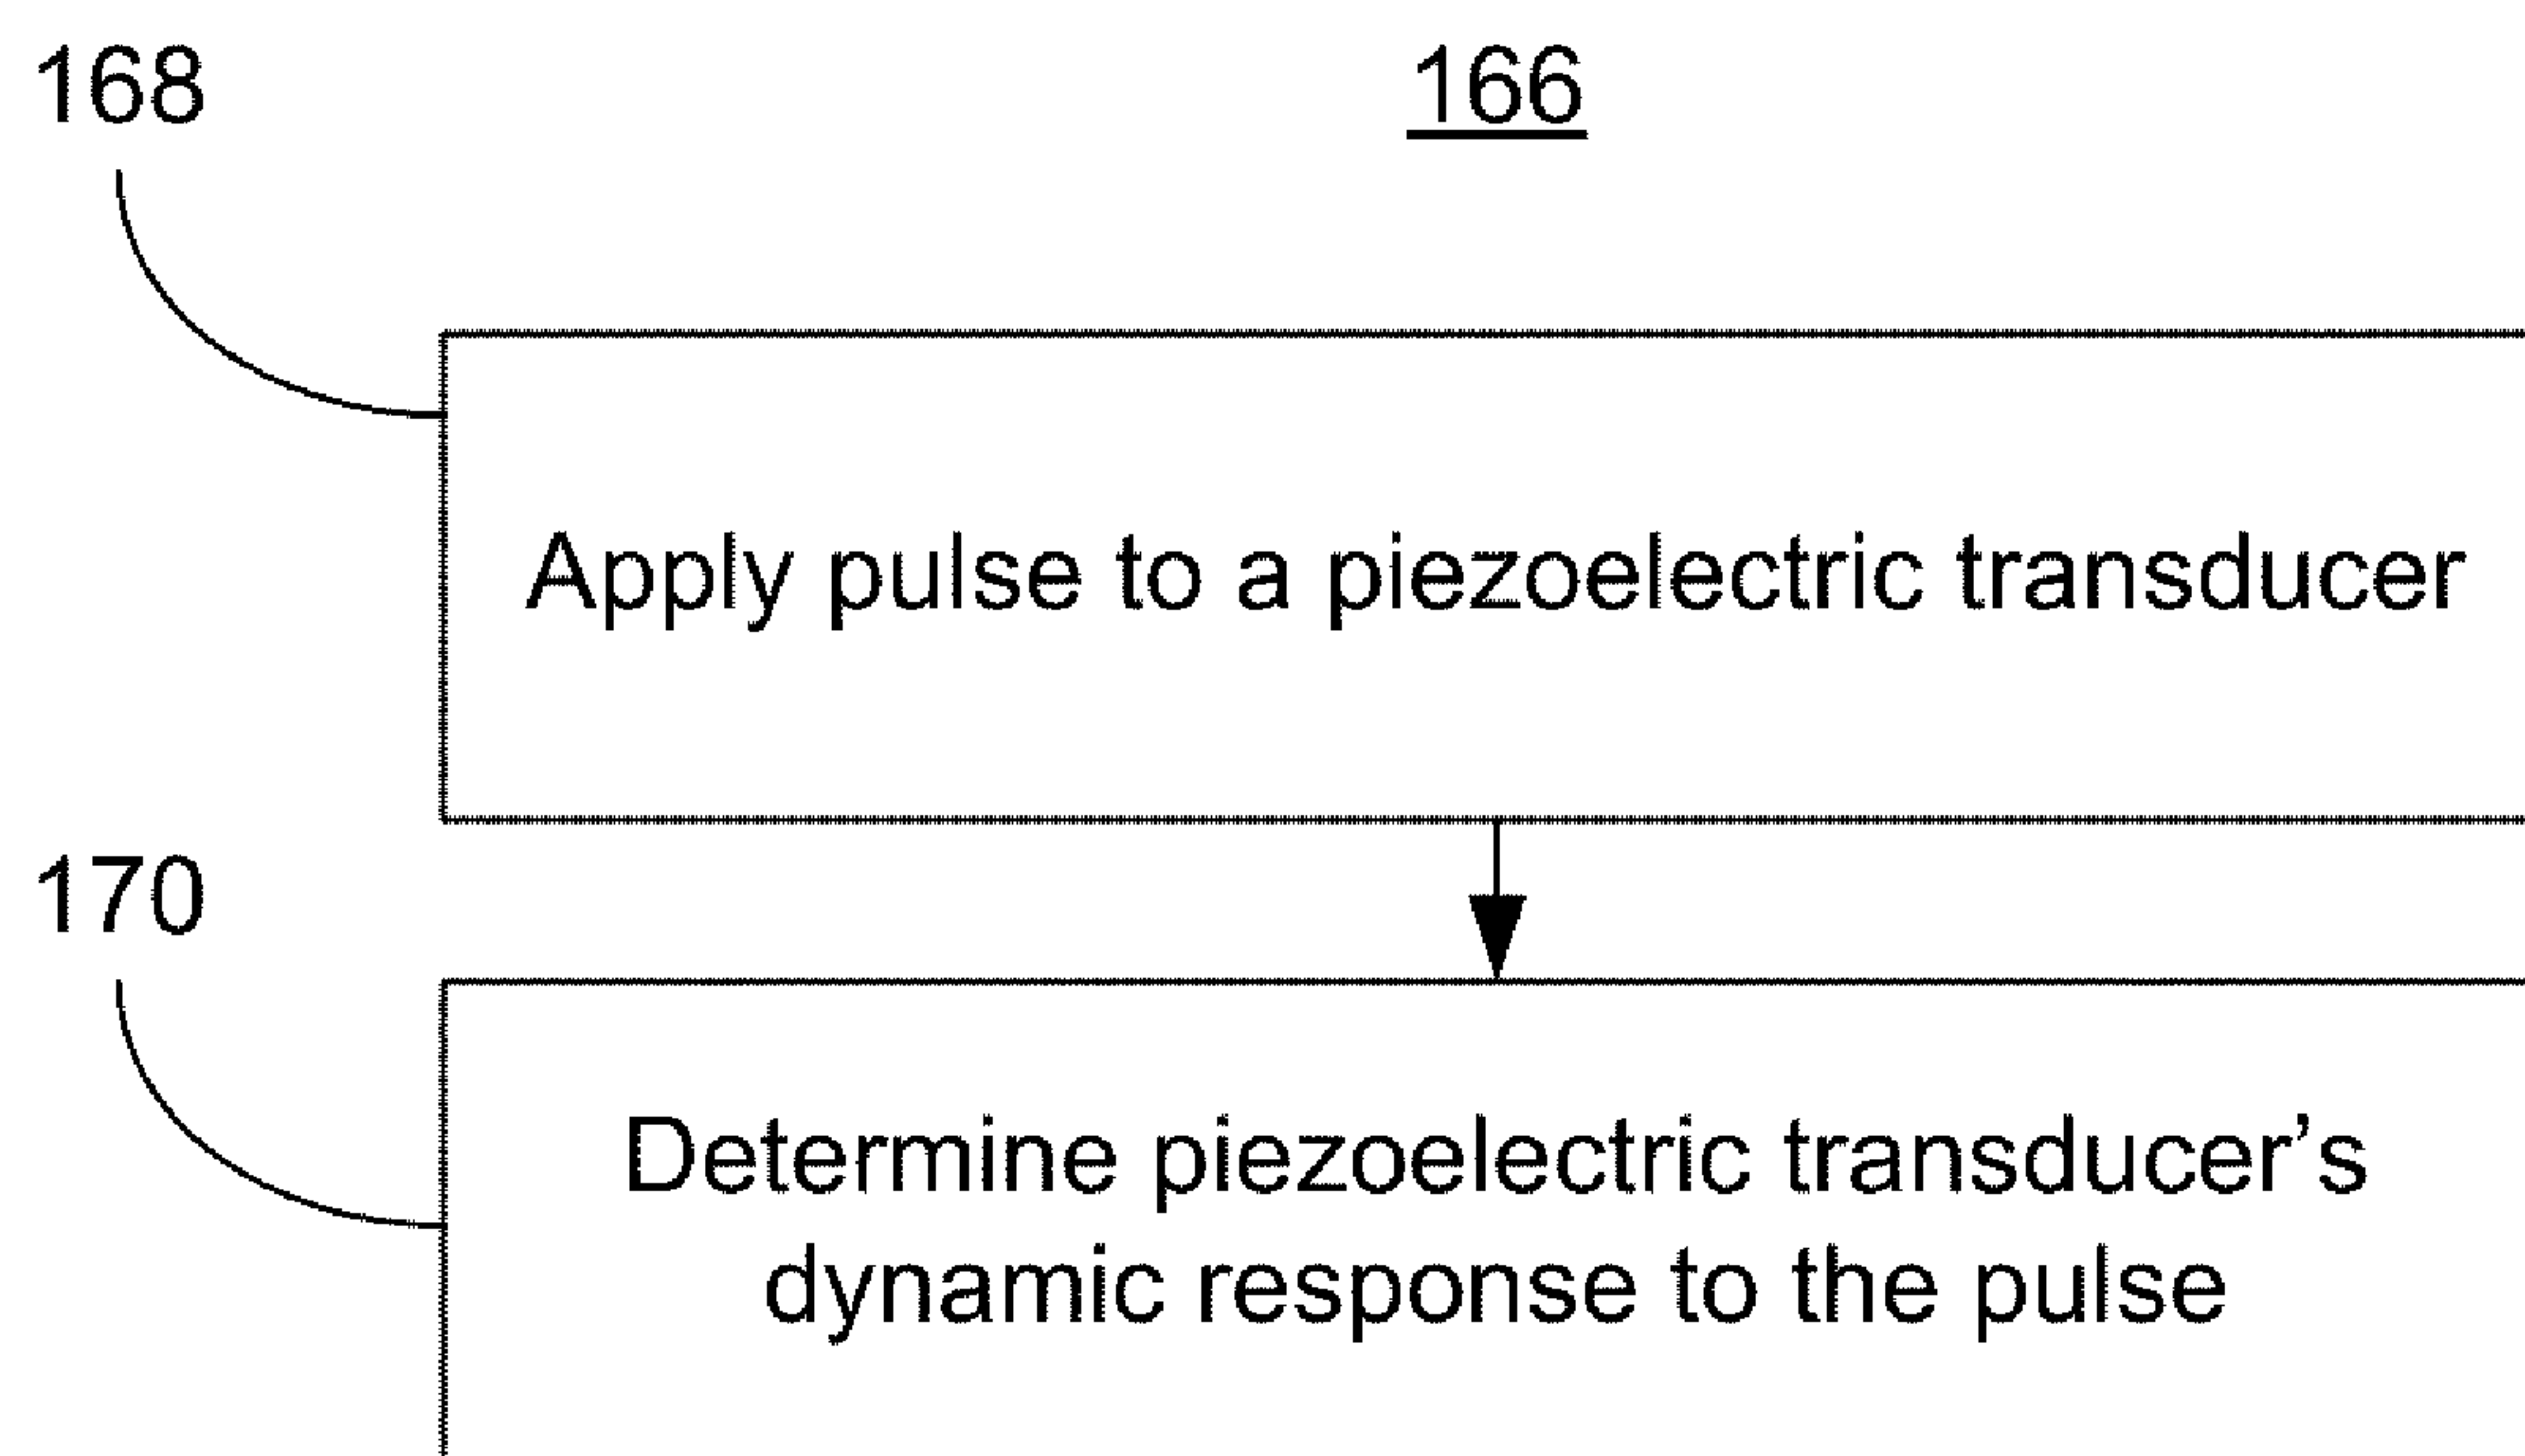 168
166
Apply pulse to a piezoelectric transducer
170
Determine piezoelectric transducer’s
dynamic response to the pulse